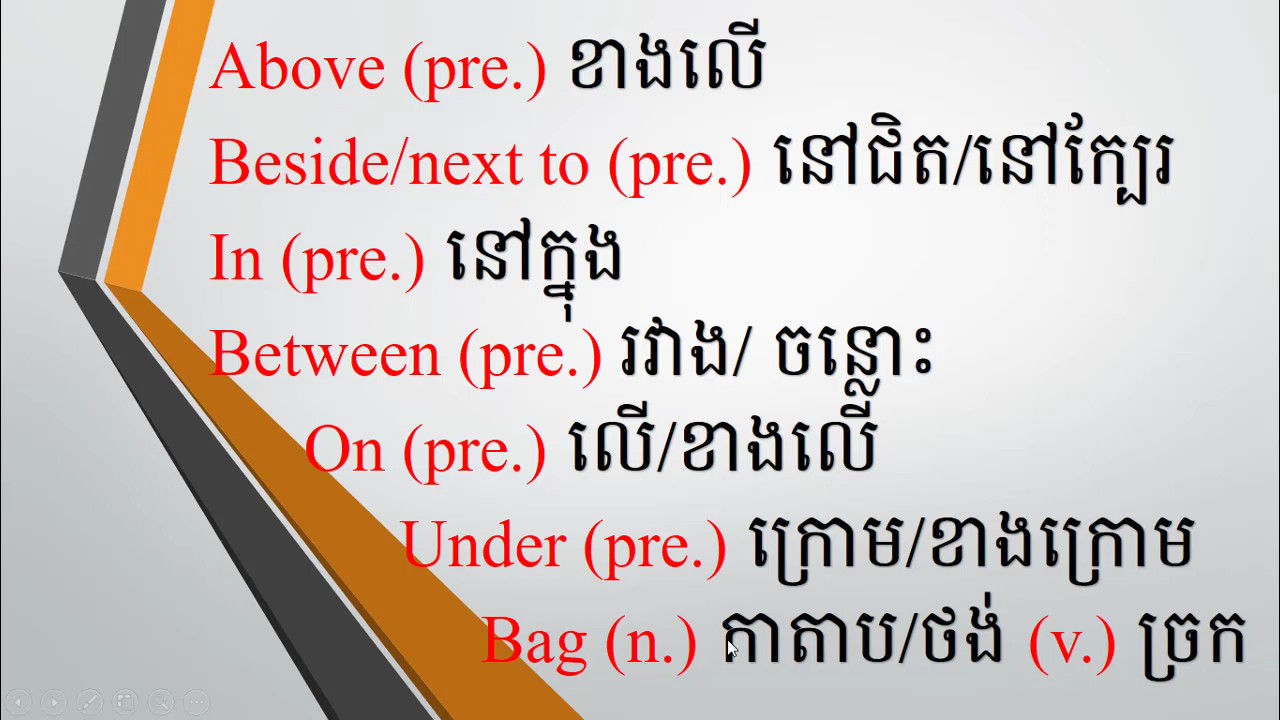 Above (pre.) ខាងលើ
Beside/next to (pre.) នៅជិត/នៅក្បែរ
In (pre.) នៅក្នុង
Between (pre.) រវាង/ ចន្លោះ
On (pre.) លើ/ខាងលើ
Under (pre.) ក្រោម/ខាងក្រោម
Bag (n.) កាតាប/ថង់ (v.) ច្រក